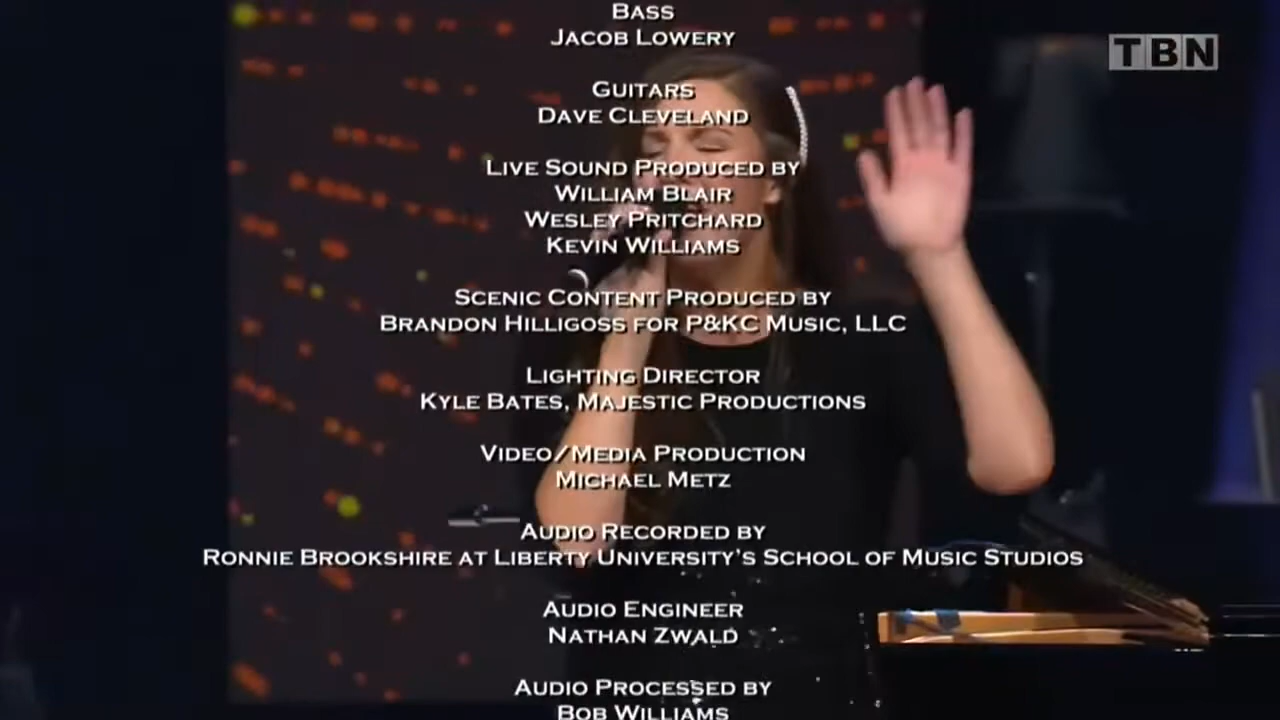 BASS
JACOB LOWERY
TBN
GUITARS
DAVE CLEVELAND
LIVE SOUND PRODUCED BY
WILLIAM BLAIR
WESLEY PRITCHARD
KEVIN WILLIAMS
SCENIC CONTENT PRODUCED BY
BRANDON HILLIGOSS FOR P&KC MUSIC, LLC
LIGHTING DIRECTOR
KYLE BATES, MAJESTIC PRODUCTIONS
VIDEO/MEDIA PRODUCTION
MICHAEL METZ
AUDIO RECORDED BY
RONNIE BROOKSHIRE AT LIBERTY UNIVERSITY'S SCHOOL OF MUSIC STUDIOS
AUDIO ENGINEER
NATHAN ZWALD
AUDIO PROCESSED BY
BOB WILLIAMS